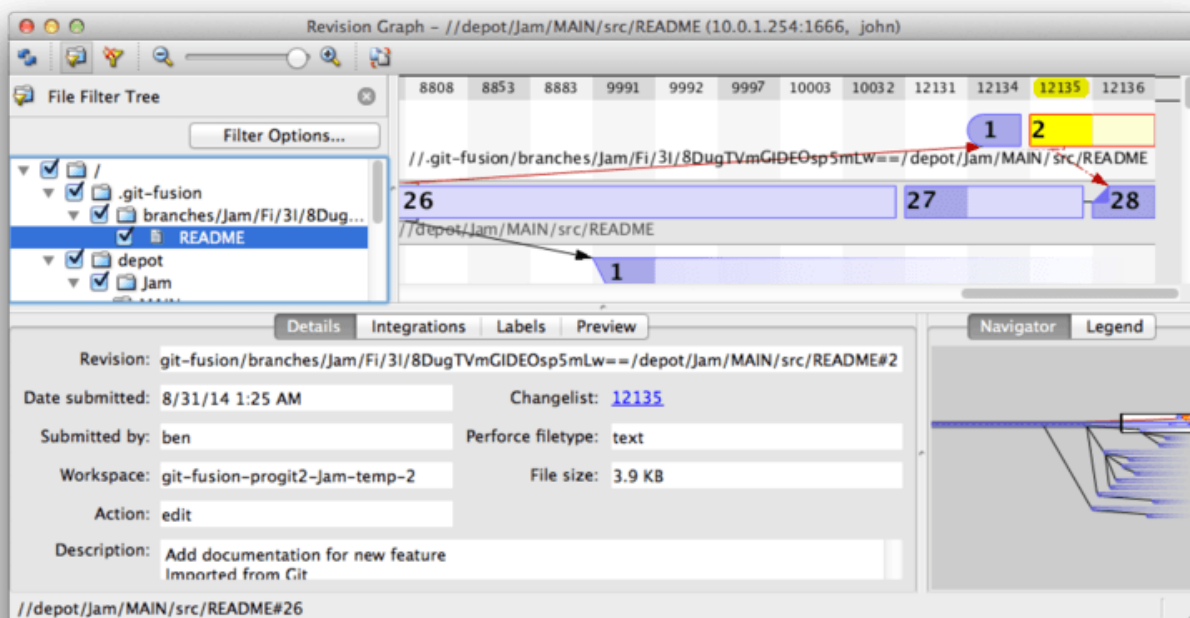 Revision Graph – //depot/Jam/MAIN/src/README (10.0.1.254:1666, john)
File Filter Tree
Filter Options...
/
.git-fusion
branches/Jam/Fi/3I/8Dug...
README
depot
Jam
8808 8853 8883 9991 9992 9997 10003 10032 12131 12134 12135 12136
1 2
//.git-fusion/branches/Jam/Fi/3I/8DugTVmGIDEOsp5mLw==/depot/Jam/MAIN/src/README
26 27 28
//depot/Jam/MAIN/src/README
1
Details Integrations Labels Preview
Navigator Legend
Revision: git-fusion/branches/Jam/Fi/3I/8DugTVmGIDEOsp5mLw==/depot/Jam/MAIN/src/README#2
Date submitted: 8/31/14 1:25 AM Changelist: 12135
Submitted by: ben Perforce filetype: text
Workspace: git-fusion-progit2-Jam-temp-2 File size: 3.9 KB
Action: edit
Description: Add documentation for new feature
Imported from Git
//depot/Jam/MAIN/src/README#26